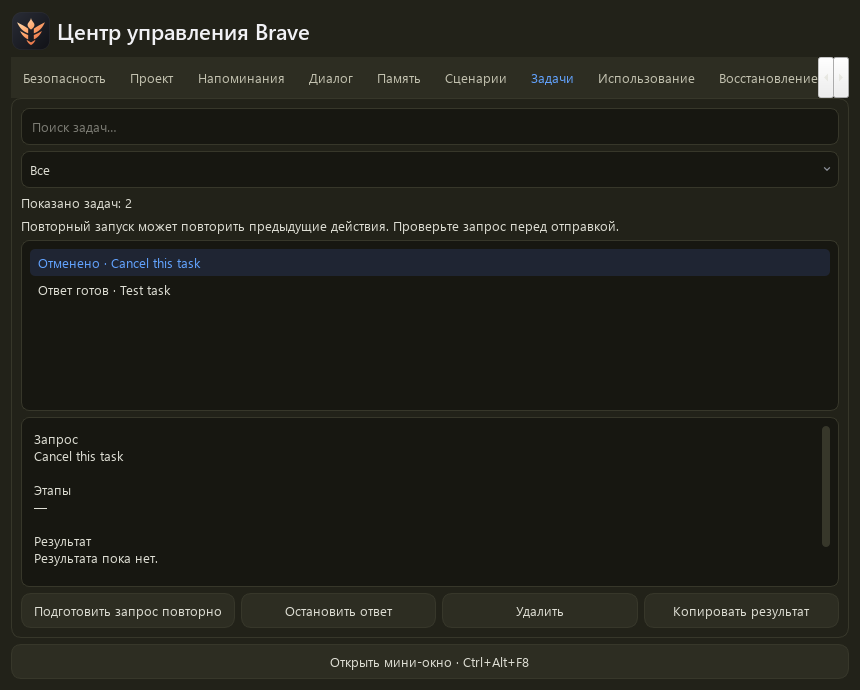 Центр управления Brave
Безопасность Проект Напоминания Диалог Память Сценарии Задачи Использование Восстановление
Поиск задач...
Все
Показано задач: 2
Повторный запуск может повторить предыдущие действия. Проверьте запрос перед отправкой.
Отменено · Cancel this task
Ответ готов · Test task
Запрос
Cancel this task
Этапы
—
Результат
Результата пока нет.
Подготовить запрос повторно Остановить ответ Удалить Копировать результат
Открыть мини-окно · Ctrl+Alt+F8